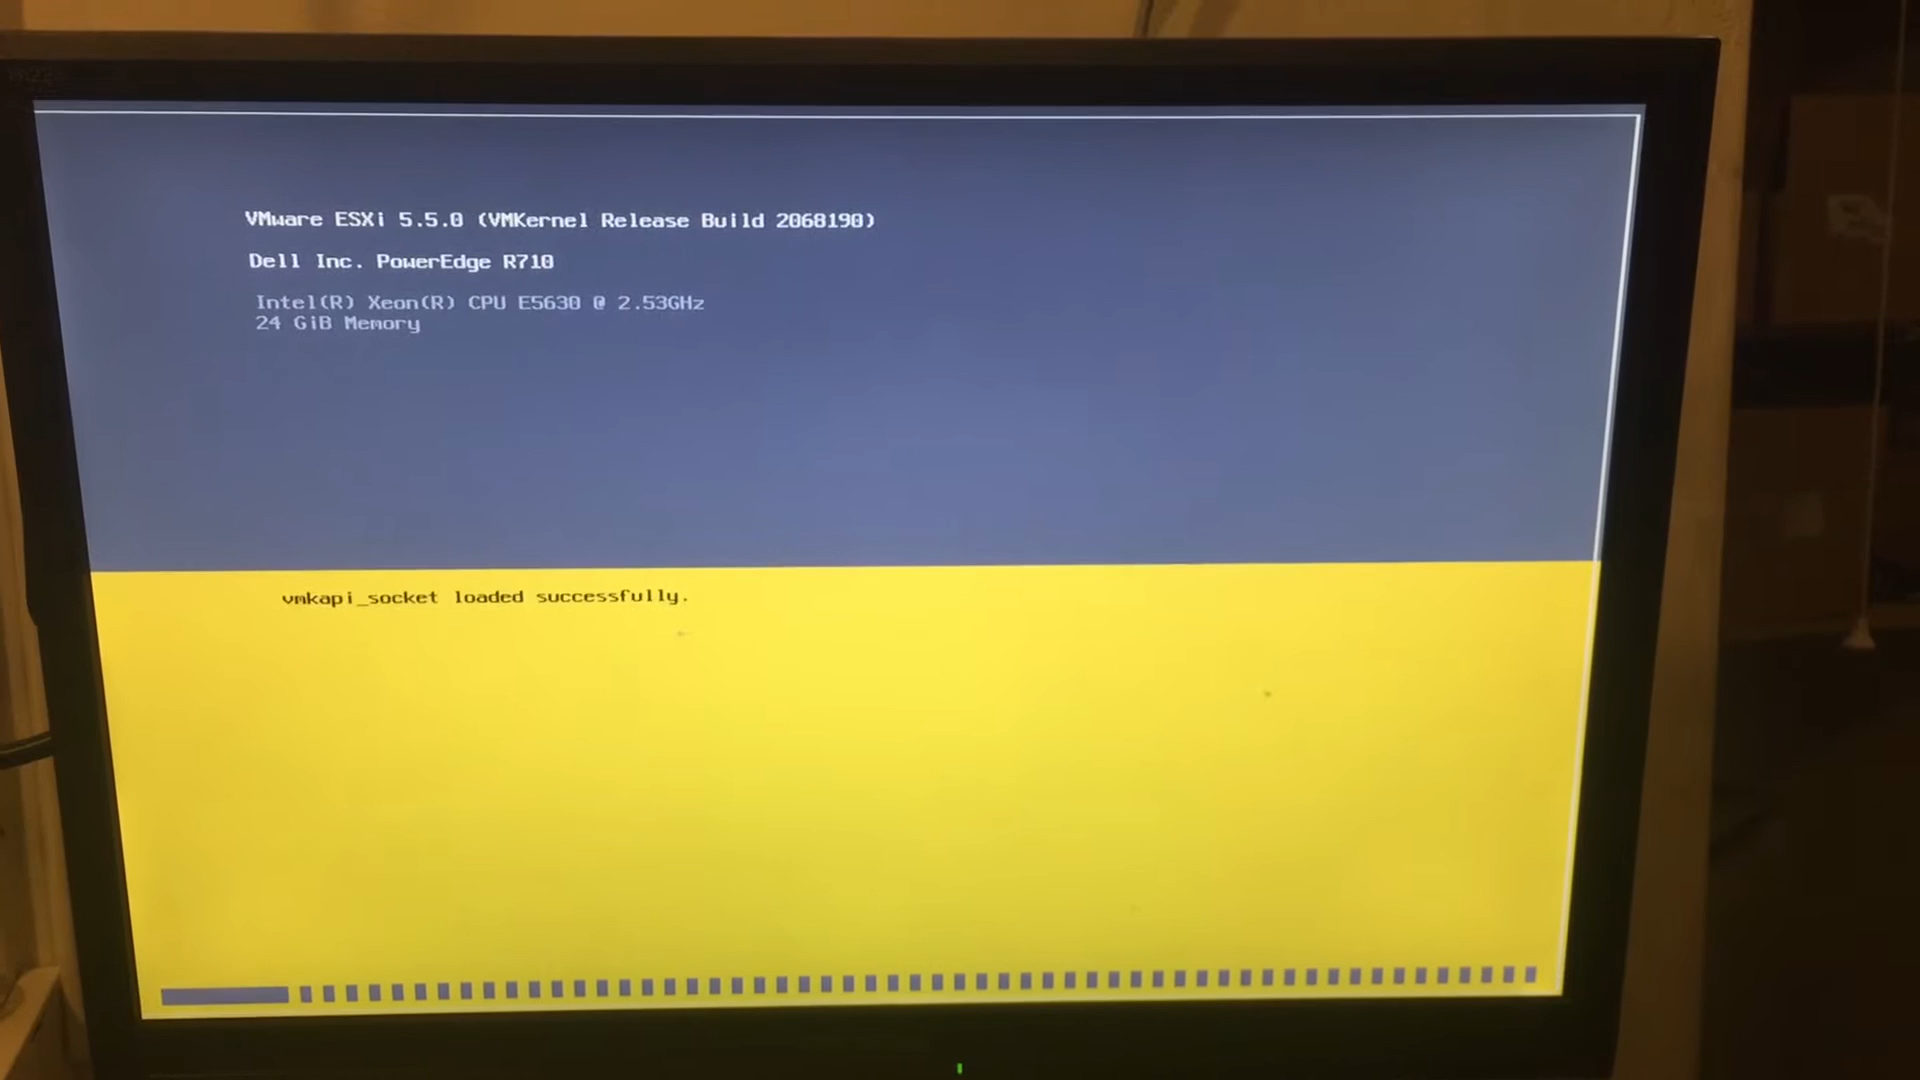 VMware ESXi 5.5.0 (VMKernel Release Build 2068190)
Dell Inc. PowerEdge R710
Intel(R) Xeon(R) CPU E5630 @ 2.53GHz
24 GiB Memory
vmkapi_socket loaded successfully.